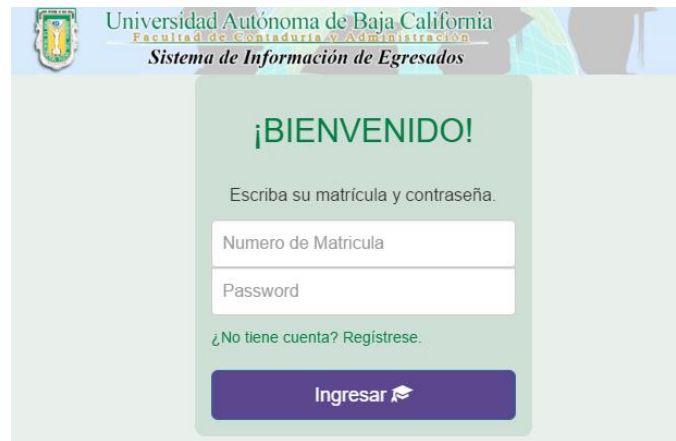 Universidad Autónoma de Baja California
Facultad de Contaduría y Administración
Sistema de Información de Egresados
¡BIENVENIDO!
Escriba su matrícula y contraseña.
Numero de Matricula
Password
¿No tiene cuenta? Regístrese.
Ingresar